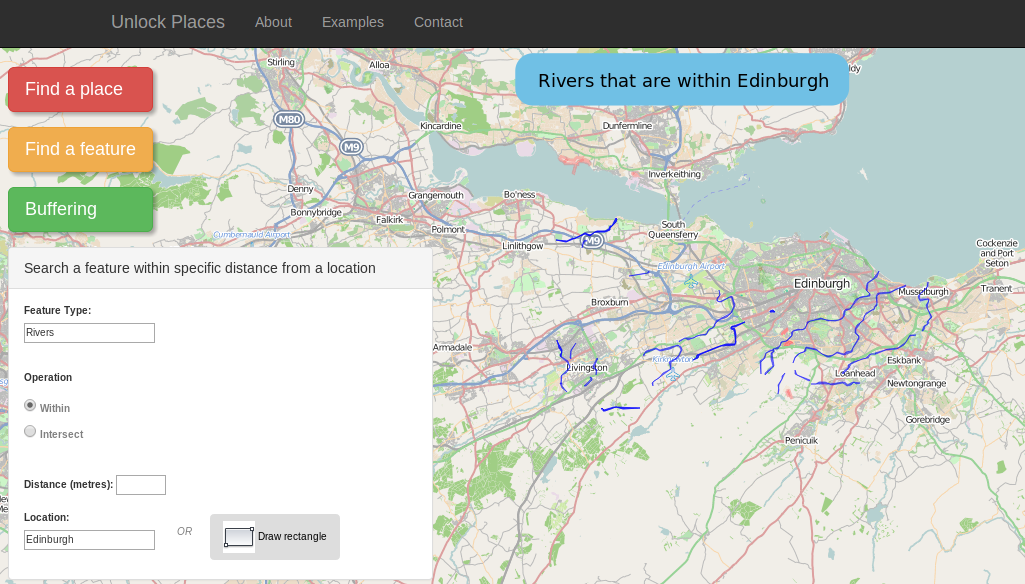 Unlock Places
About
Examples
Contact
Find a place
Find a feature
Buffering
Rivers that are within Edinburgh
Search a feature within specific distance from a location
Feature Type:
Rivers
Operation
Within
Intersect
Distance (metres):
Location:
Edinburgh
OR
Draw rectangle
Stirling
Alloa
M80
Kincardine
Dunfermline
M9
Inverkeithing
Denny
Grangemouth
Bo'ness
Bonnybridge
Falkirk
Polmont
South
Queensferry
Cumbernauld Airport
Linlithgow
M9
Cockenzie
and Port
Seton
Edinburgh Airport
Edinburgh
Musselburgh
Tranent
Broxburn
Armadale
Kirknewton
Livingston
Eskbank
Loanhead
Newtongrange
Gorebridge
Penicuik